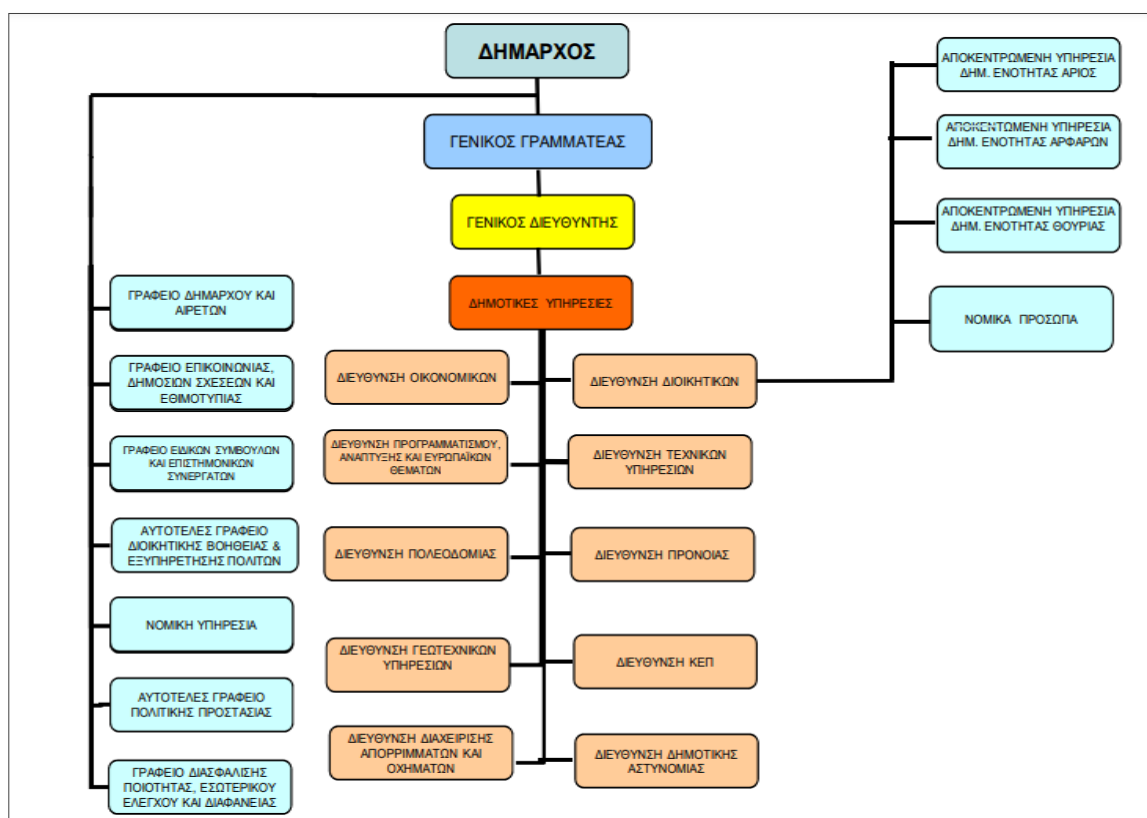 ΔΗΜΑΡΧΟΣ
ΓΕΝΙΚΟΣ ΓΡΑΜΜΑΤΕΑΣ
ΓΕΝΙΚΟΣ ΔΙΕΥΘΥΝΤΗΣ
ΔΗΜΟΤΙΚΕΣ ΥΠΗΡΕΣΙΕΣ
ΓΡΑΦΕΙΟ ΔΗΜΑΡΧΟΥ ΚΑΙ
ΑΙΡΕΤΩΝ
ΓΡΑΦΕΙΟ ΕΠΙΚΟΙΝΩΝΙΑΣ,
ΔΗΜΟΣΙΩΝ ΣΧΕΣΕΩΝ ΚΑΙ
ΕΘΙΜΟΤΥΠΙΑΣ
ΓΡΑΦΕΙΟ ΕΙΔΙΚΩΝ ΣΥΜΒΟΥΛΩΝ
ΚΑΙ ΕΠΙΣΤΗΜΟΝΙΚΩΝ
ΣΥΝΕΡΓΑΤΩΝ
ΑΥΤΟΤΕΛΕΣ ΓΡΑΦΕΙΟ
ΔΙΟΙΚΗΤΙΚΗΣ ΒΟΗΘΕΙΑΣ &
ΕΞΥΠΗΡΕΤΗΣΗΣ ΠΟΛΙΤΩΝ
ΝΟΜΙΚΗ ΥΠΗΡΕΣΙΑ
ΑΥΤΟΤΕΛΕΣ ΓΡΑΦΕΙΟ
ΠΟΛΙΤΙΚΗΣ ΠΡΟΣΤΑΣΙΑΣ
ΓΡΑΦΕΙΟ ΔΙΑΣΦΑΛΙΣΗΣ
ΠΟΙΟΤΗΤΑΣ, ΕΣΩΤΕΡΙΚΟΥ
ΕΛΕΓΧΟΥ ΚΑΙ ΔΙΑΦΑΝΕΙΑΣ
ΔΙΕΥΘΥΝΣΗ ΟΙΚΟΝΟΜΙΚΩΝ
ΔΙΕΥΘΥΝΣΗ ΠΡΟΓΡΑΜΜΑΤΙΣΜΟΥ,
ΑΝΑΠΤΥΞΗΣ ΚΑΙ ΕΥΡΩΠΑΪΚΩΝ
ΘΕΜΑΤΩΝ
ΔΙΕΥΘΥΝΣΗ ΠΟΛΕΟΔΟΜΙΑΣ
ΔΙΕΥΘΥΝΣΗ ΓΕΩΤΕΧΝΙΚΩΝ
ΥΠΗΡΕΣΙΩΝ
ΔΙΕΥΘΥΝΣΗ ΔΙΑΧΕΙΡΙΣΗΣ
ΑΠΟΡΡΙΜΜΑΤΩΝ ΚΑΙ
ΟΧΗΜΑΤΩΝ
ΔΙΕΥΘΥΝΣΗ ΔΙΟΙΚΗΤΙΚΩΝ
ΔΙΕΥΘΥΝΣΗ ΤΕΧΝΙΚΩΝ
ΥΠΗΡΕΣΙΩΝ
ΔΙΕΥΘΥΝΣΗ ΠΡΟΝΟΙΑΣ
ΔΙΕΥΘΥΝΣΗ ΚΕΠ
ΔΙΕΥΘΥΝΣΗ ΔΗΜΟΤΙΚΗΣ
ΑΣΤΥΝΟΜΙΑΣ
ΑΠΟΚΕΝΤΡΩΜΕΝΗ ΥΠΗΡΕΣΙΑ
ΔΗΜ. ΕΝΟΤΗΤΑΣ ΑΡΙΟΣ
ΑΠΟΚΕΝΤΩΜΕΝΗ ΥΠΗΡΕΣΙΑ
ΔΗΜ. ΕΝΟΤΗΤΑΣ ΑΡΦΑΡΩΝ
ΑΠΟΚΕΝΤΡΩΜΕΝΗ ΥΠΗΡΕΣΙΑ
ΔΗΜ. ΕΝΟΤΗΤΑΣ ΘΟΥΡΙΑΣ
ΝΟΜΙΚΑ ΠΡΟΣΩΠΑ